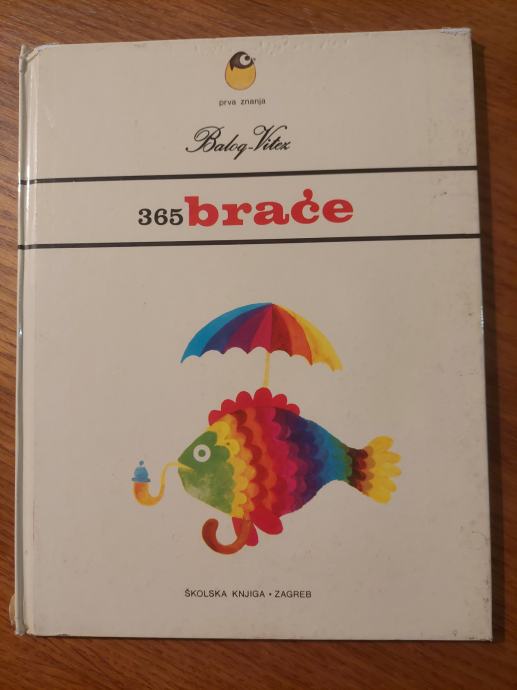 prva znanja
Balog-Vitez
365 braće
ŠKOLSKA KNJIGA • ZAGREB